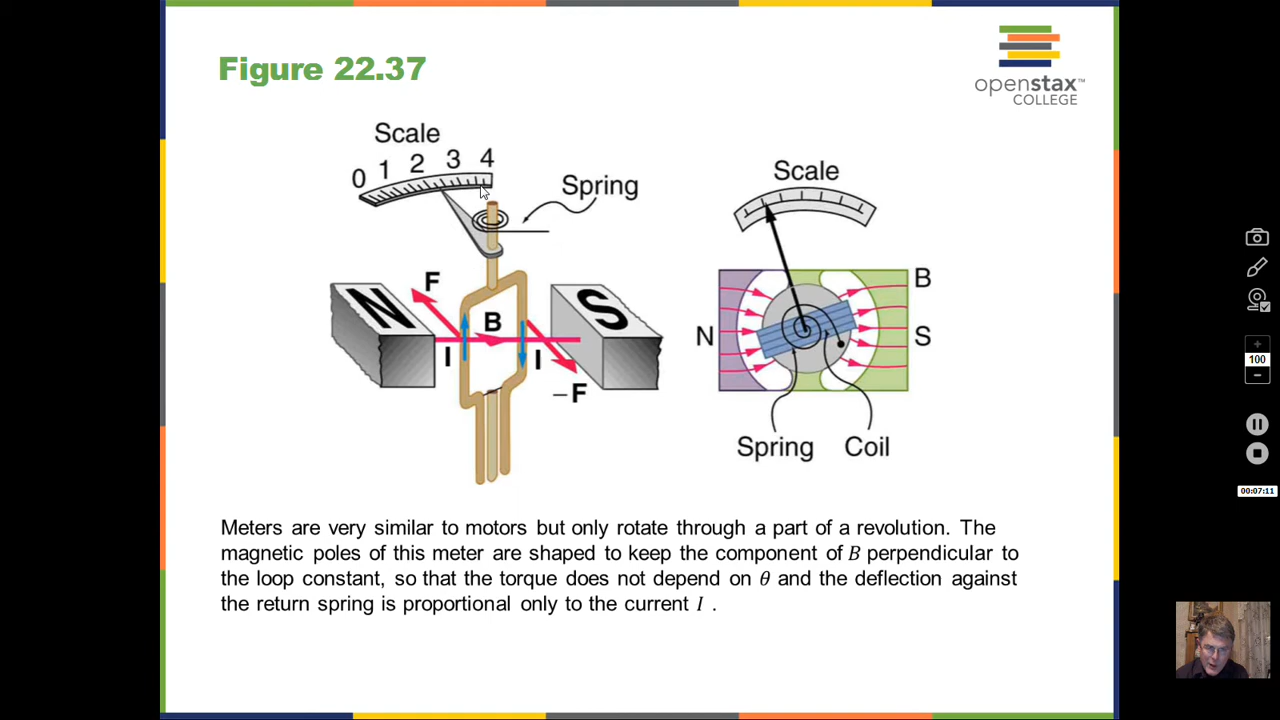 Figure 22.37
openstax™
COLLEGE
Scale
0 1 2 3 4
Spring
N
S
F
B
I
I
–F
Scale
B
N
S
Spring
Coil
Meters are very similar to motors but only rotate through a part of a revolution. The
magnetic poles of this meter are shaped to keep the component of B perpendicular to
the loop constant, so that the torque does not depend on θ and the deflection against
the return spring is proportional only to the current I .
+
100
–
00:07:11